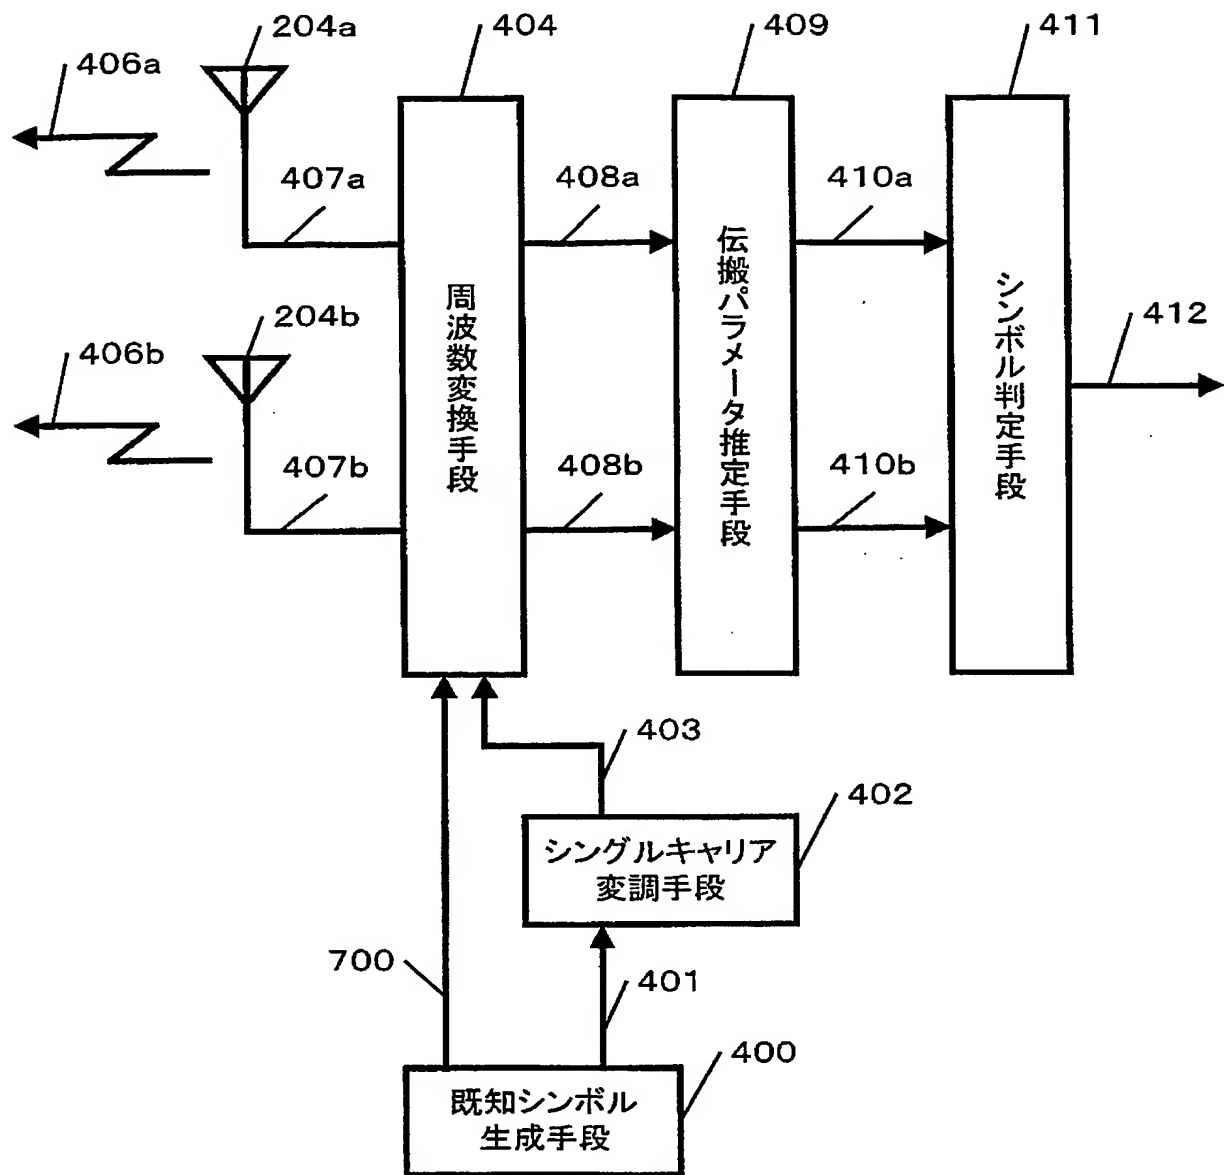 204a
404
409
411
406a
407a
408a
410a
周波数変換手段
伝搬パラメータ推定手段
シンボル判定手段
412
204b
406b
407b
408b
410b
403
402
シングルキャリア
変調手段
700
401
400
既知シンボル
生成手段